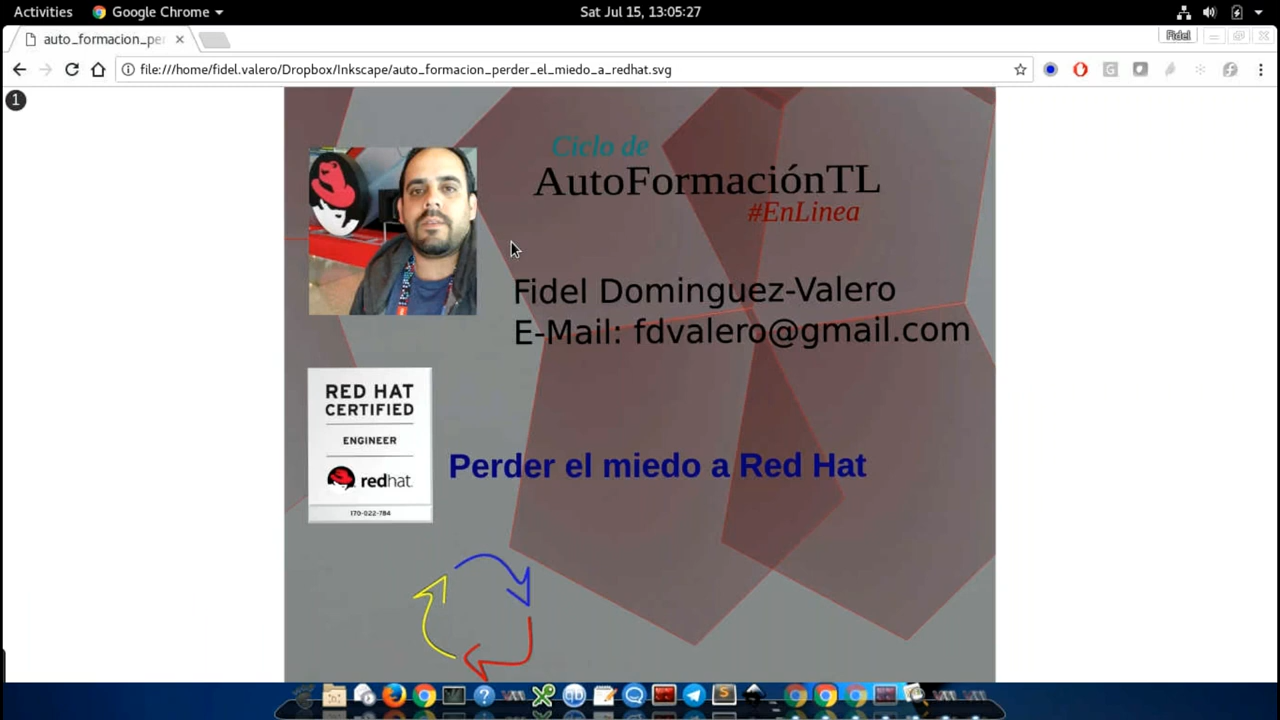 Activities
Google Chrome
Sat Jul 15, 13:05:27
auto_formacion_per
Fidel
file:///home/fidel.valero/Dropbox/Inkscape/auto_formacion_perder_el_miedo_a_redhat.svg
1
Ciclo de
AutoFormaciónTL
#EnLinea
Fidel Dominguez-Valero
E-Mail: fdvalero@gmail.com
RED HAT
CERTIFIED
ENGINEER
redhat.
170-022-784
Perder el miedo a Red Hat